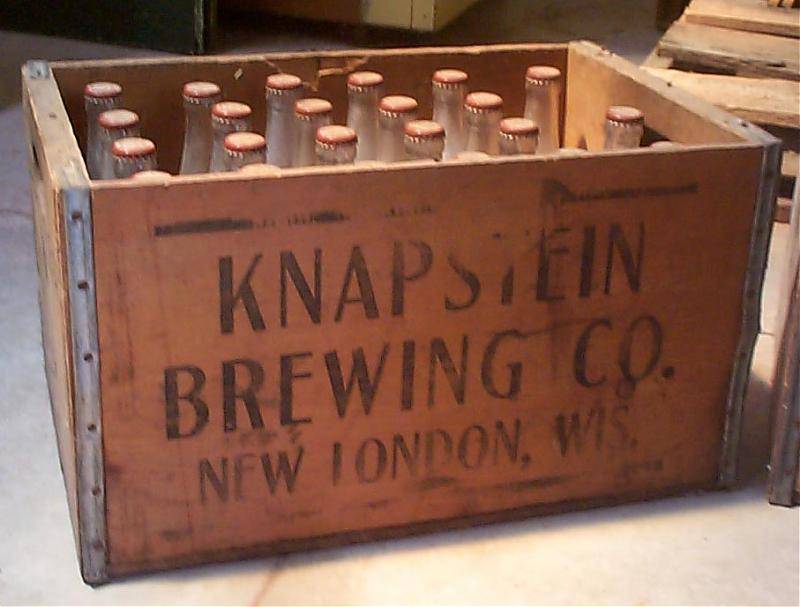 KNAPSTEIN
BREWING CO.
NEW LONDON, WIS.